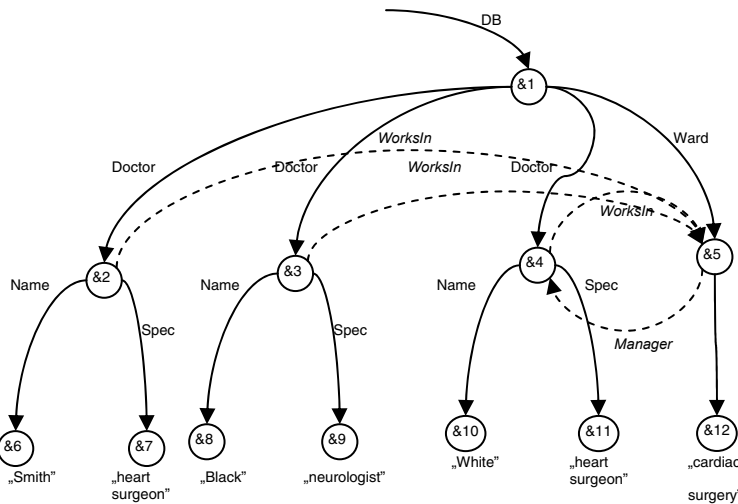 DB
&1
Ward
WorksIn
Doctor
Doctor
WorksIn
Doctor
WorksIn
&2
&3
&4
&5
Name
Name
Name
Spec
Spec
Spec
Manager
&6
&7
&8
&9
&10
&11
&12
„Smith”
„heart
surgeon”
„Black”
„neurologist”
„White”
„heart
surgeon”
„cardiac
surgery”